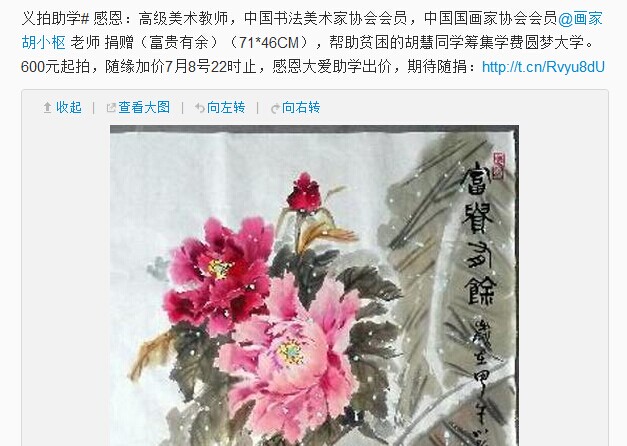 义拍助学# 感恩：高级美术教师，中国书法美术家协会会员，中国国画家协会会员@画家
胡小枢 老师 捐赠（富贵有余）（71*46CM），帮助贫困的胡慧同学筹集学费圆梦大学。
600元起拍，随缘加价7月8号22时止，感恩大爱助学出价，期待随捐：http://t.cn/Rvyu8dU
收起 | 查看大图 | 向左转 | 向右转
富贵有餘
歲在甲午